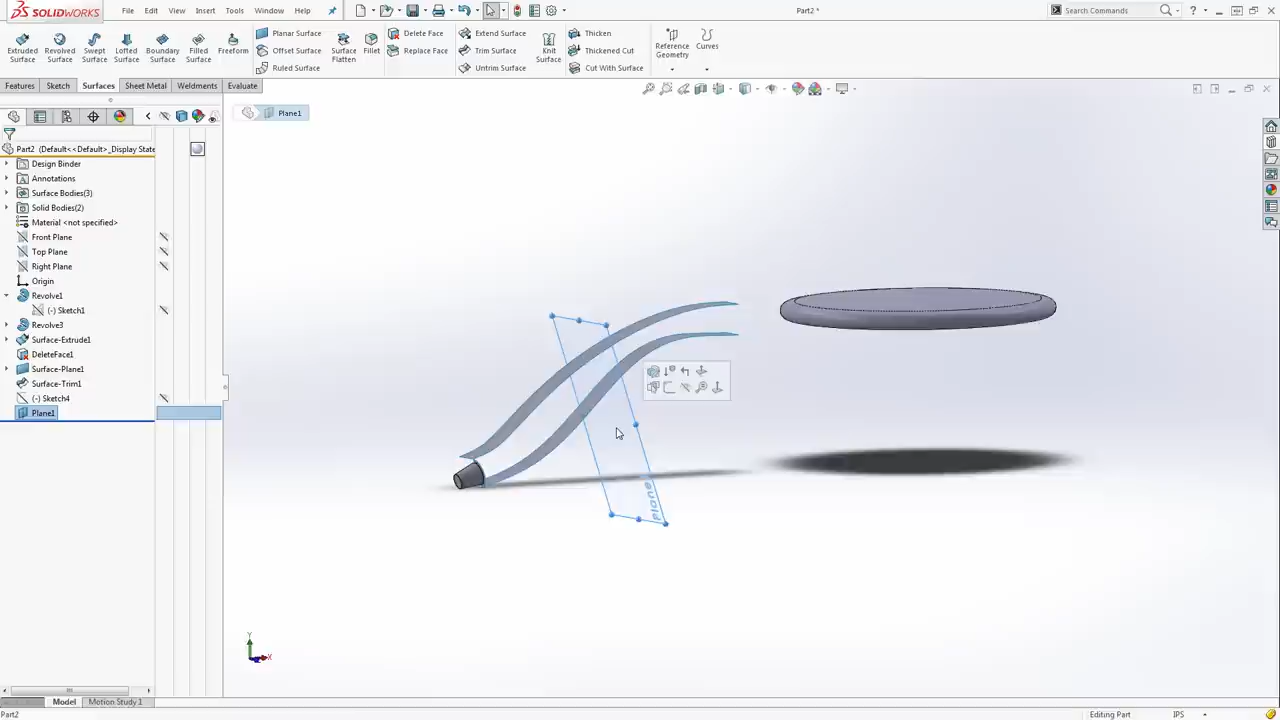 SOLIDWORKS
File Edit View Insert Tools Window Help
Part2 *
Search Commands
Extruded Surface
Revolved Surface
Swept Surface
Lofted Surface
Boundary Surface
Filled Surface
Freeform
Planar Surface
Offset Surface
Ruled Surface
Surface Flatten
Fillet
Delete Face
Replace Face
Extend Surface
Trim Surface
Untrim Surface
Knit Surface
Thicken
Thickened Cut
Cut With Surface
Reference Geometry
Curves
Features Sketch Surfaces Sheet Metal Weldments Evaluate
Plane1
Part2 (Default<<Default>_Display State
Design Binder
Annotations
Surface Bodies(3)
Solid Bodies(2)
Material <not specified>
Front Plane
Top Plane
Right Plane
Origin
Revolve1
(-) Sketch1
Revolve3
Surface-Extrude1
DeleteFace1
Surface-Plane1
Surface-Trim1
(-) Sketch4
Plane1
Plane
Y
X
Model Motion Study 1
Part2
Editing Part
IPS